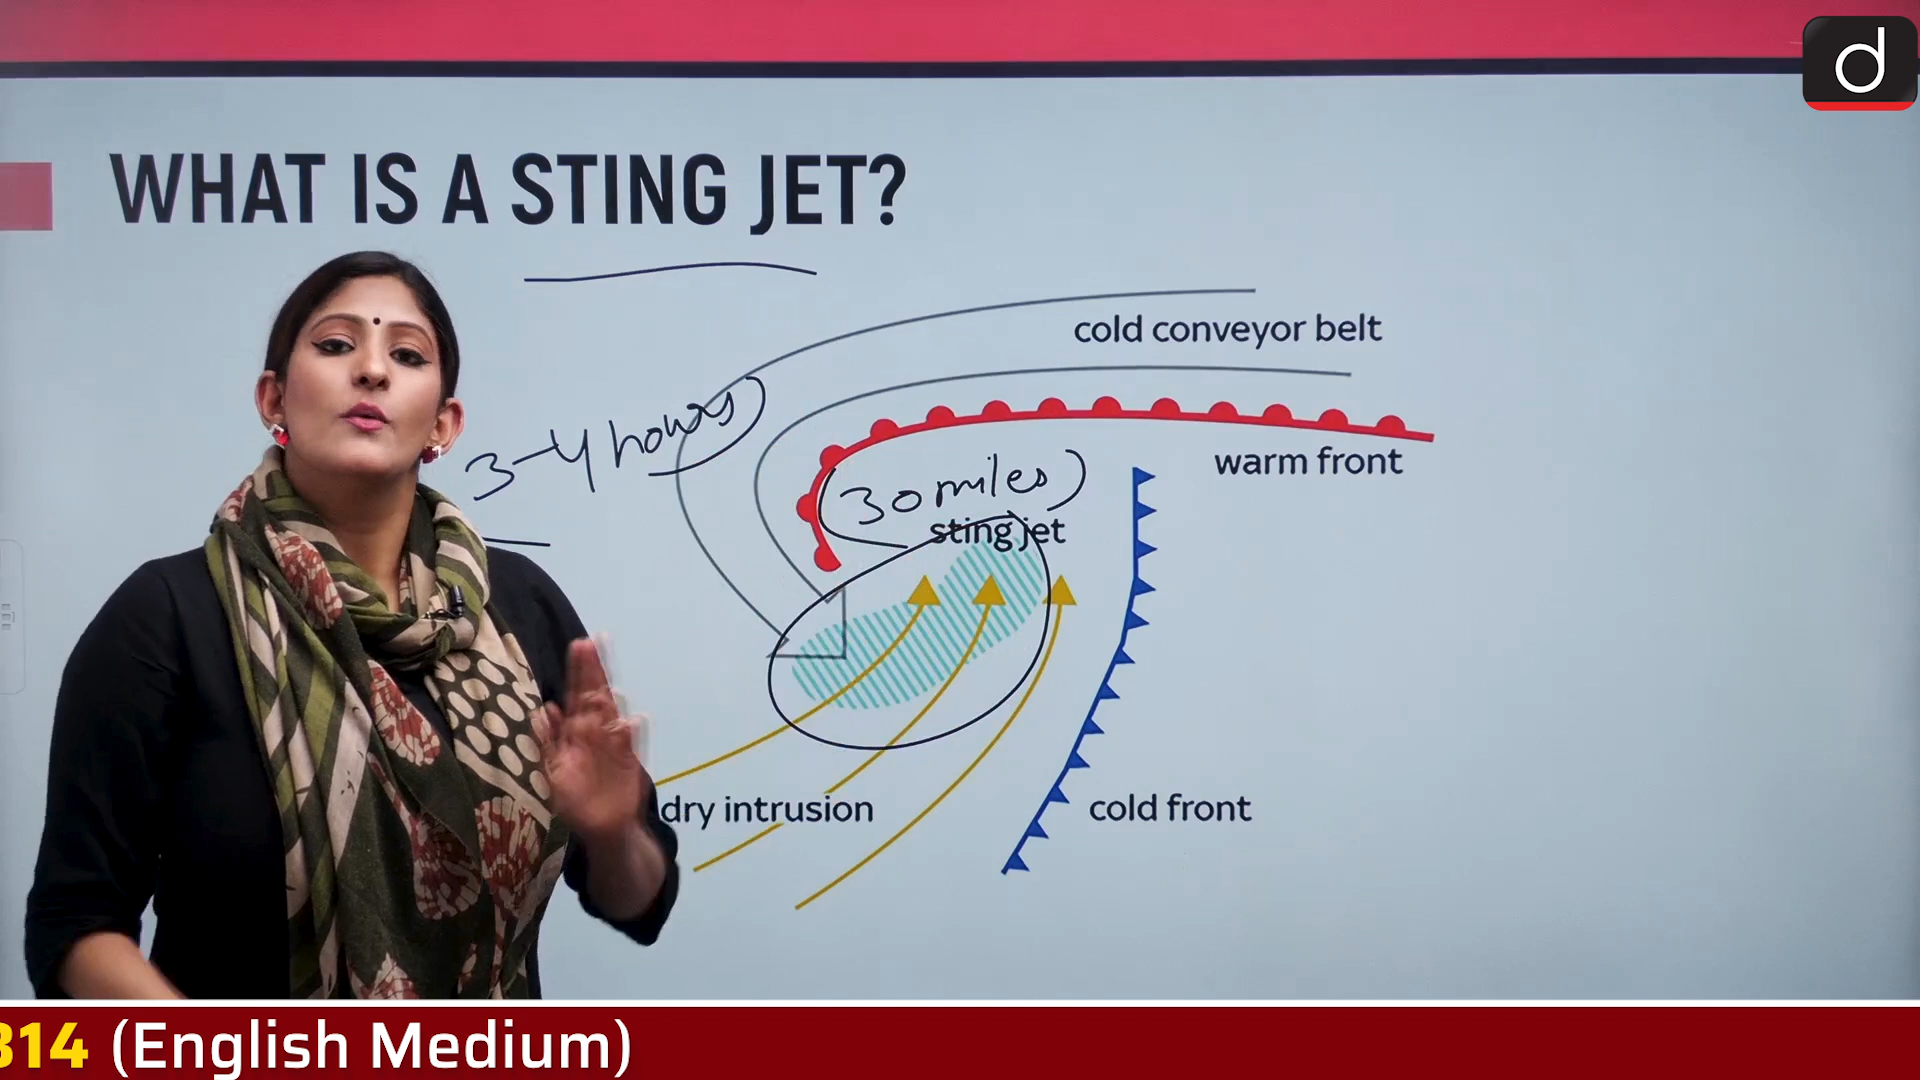 d
WHAT IS A STING JET?
cold conveyor belt
3-4 hours
warm front
(30 miles)
sting jet
dry intrusion
cold front
314 (English Medium)